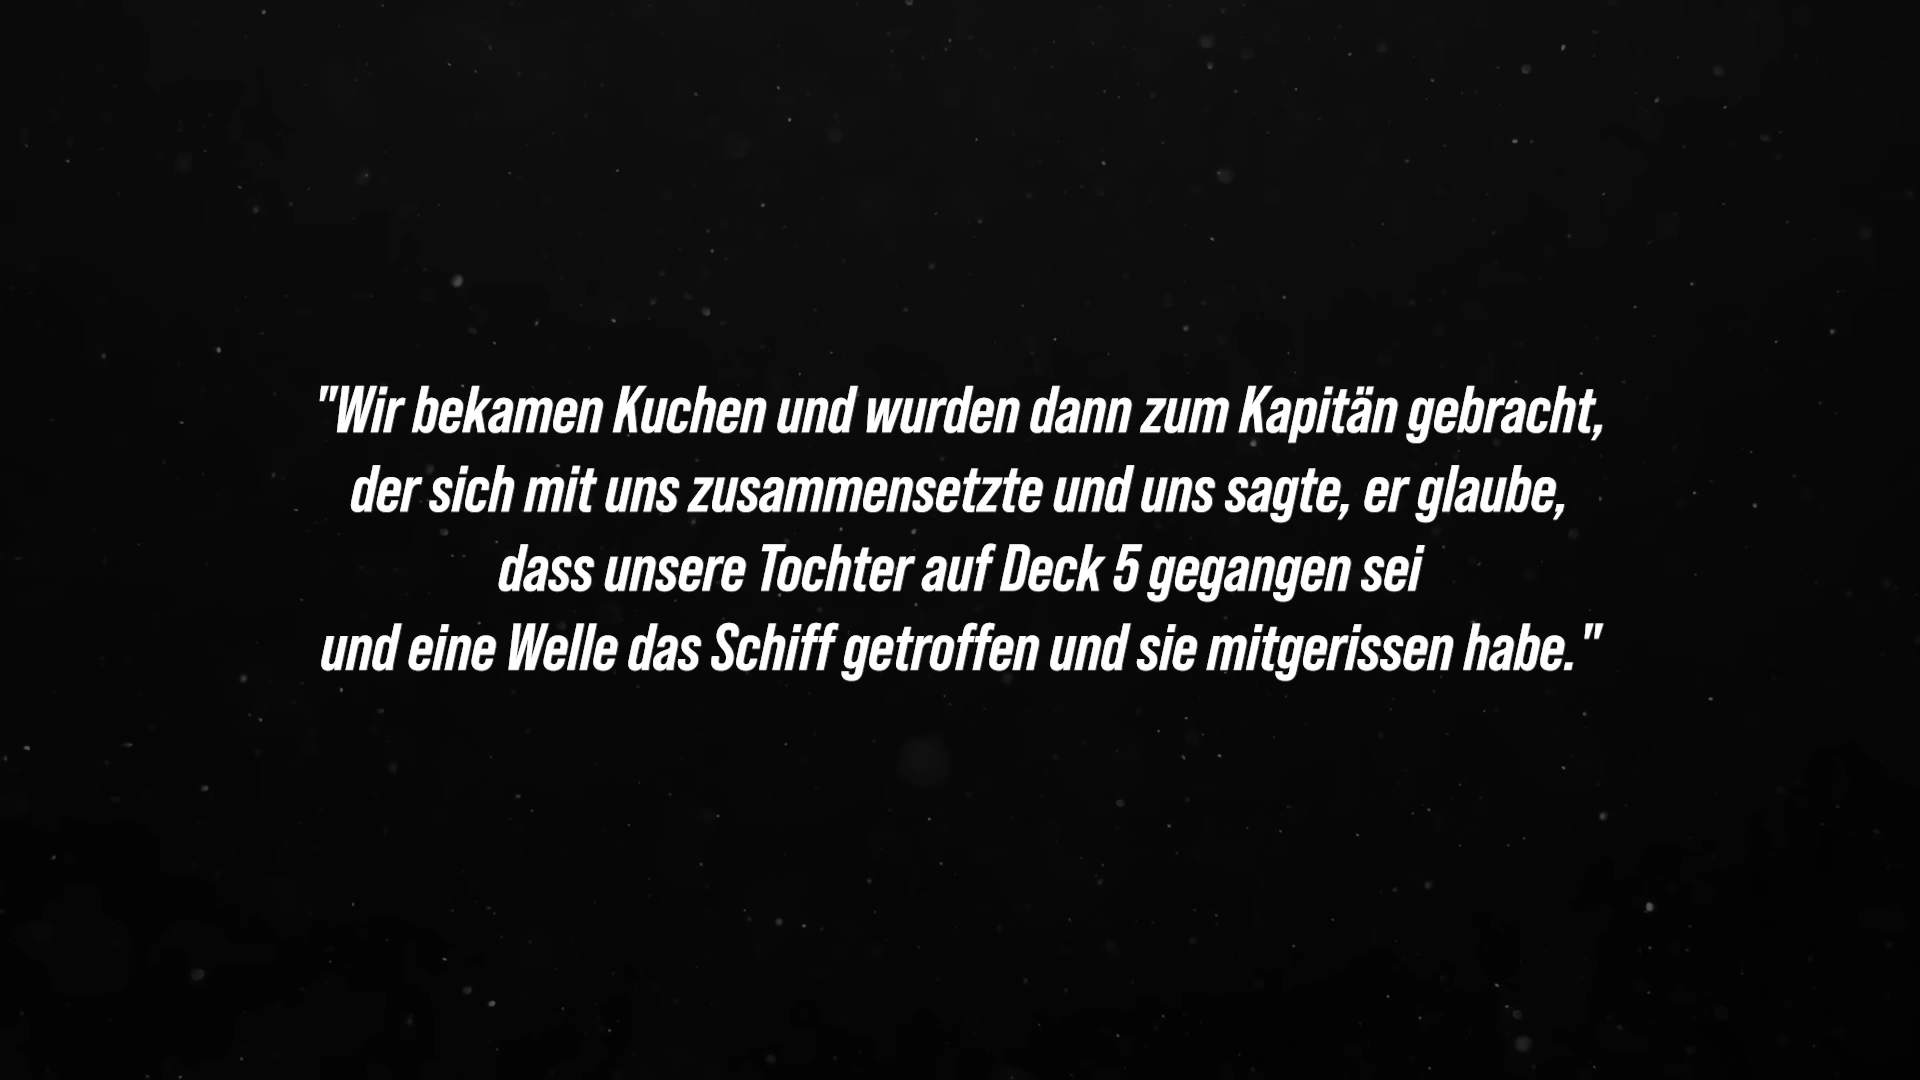 "Wir bekamen Kuchen und wurden dann zum Kapitän gebracht,
der sich mit uns zusammensetzte und uns sagte, er glaube,
dass unsere Tochter auf Deck 5 gegangen sei
und eine Welle das Schiff getroffen und sie mitgerissen habe."